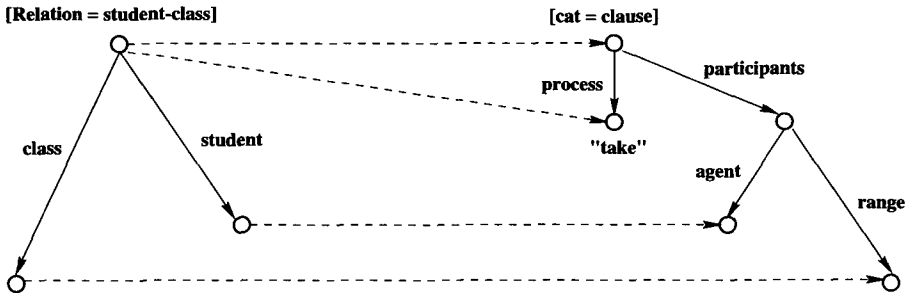 [Relation = student-class]
[cat = clause]
participants
process
student
class
"take"
agent
range